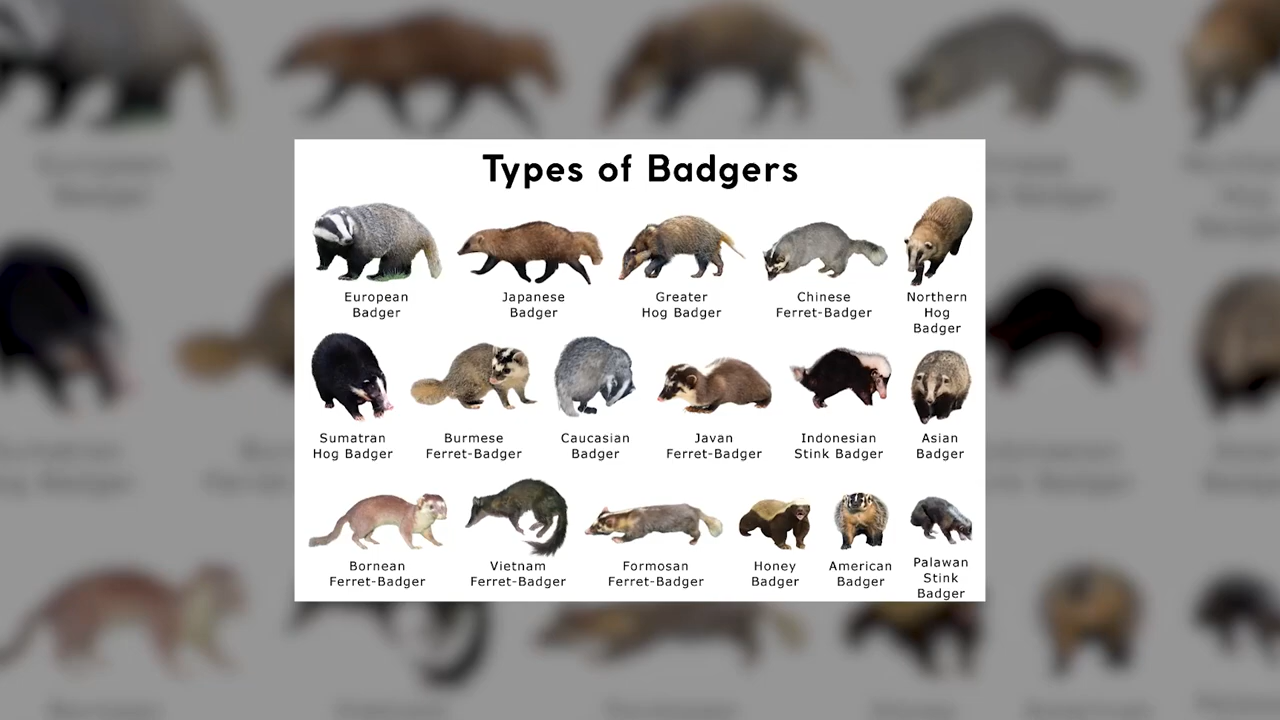 Types of Badgers
European
Badger
Japanese
Badger
Greater
Hog Badger
Chinese
Ferret-Badger
Northern
Hog
Badger
Sumatran
Hog Badger
Burmese
Ferret-Badger
Caucasian
Badger
Javan
Ferret-Badger
Indonesian
Stink Badger
Asian
Badger
Bornean
Ferret-Badger
Vietnam
Ferret-Badger
Formosan
Ferret-Badger
Honey
Badger
American
Badger
Palawan
Stink
Badger